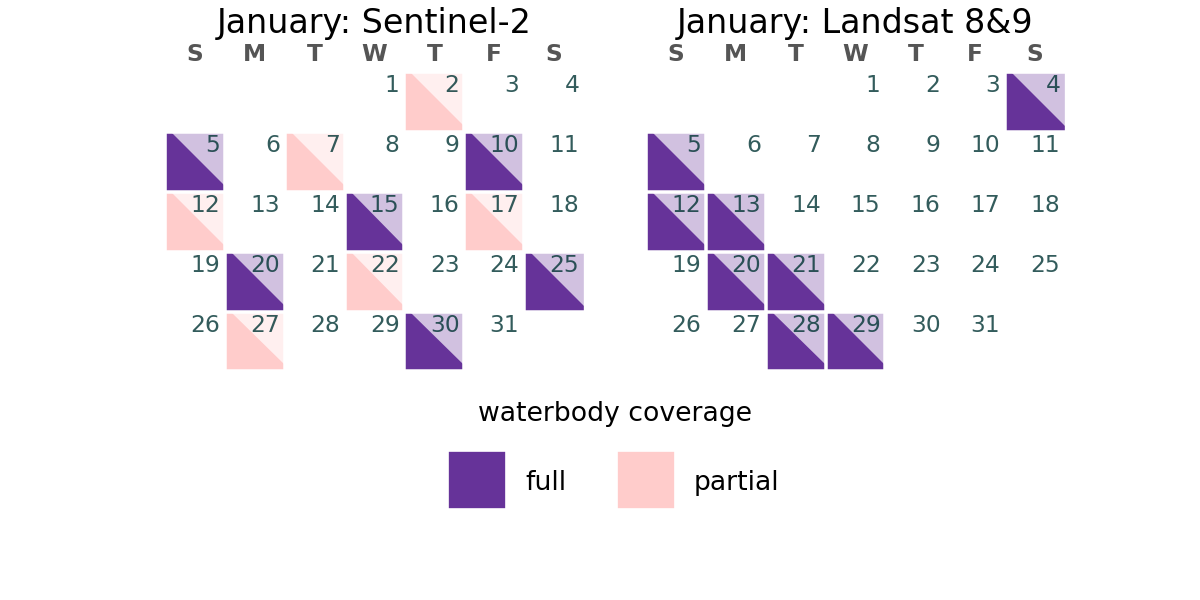 January: Sentinel-2
S M T W T F S
1 2 3 4
5 6 7 8 9 10 11
12 13 14 15 16 17 18
19 20 21 22 23 24 25
26 27 28 29 30 31
January: Landsat 8&9
S M T W T F S
1 2 3 4
5 6 7 8 9 10 11
12 13 14 15 16 17 18
19 20 21 22 23 24 25
26 27 28 29 30 31
waterbody coverage
full partial